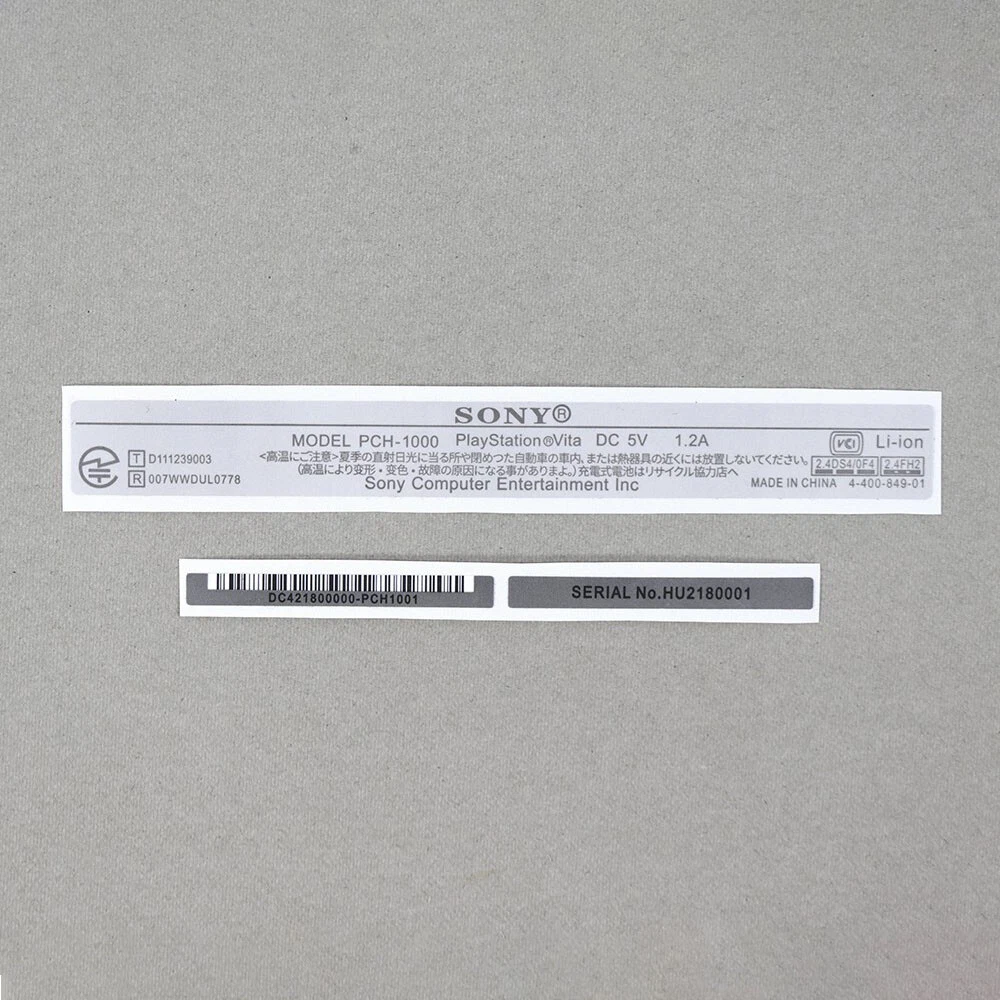 SONY®
MODEL PCH-1000 PlayStation®Vita DC 5V 1.2A
VCI Li-ion
T D111239003
R 007WWDUL0778
<高温にご注意>夏季の直射日光に当る所や閉めつた自動車の車内、または熱器具の近くには放置しないてください。
(高温により変形・変色・故障の原因になる事がありまよ。)充電式電池はリサイクル協力店へ
Sony Computer Entertainment Inc
2.4DS4/0F4 2.4FH2
MADE IN CHINA 4-400-849-01
DC421800000-PCH1001
SERIAL No.HU2180001